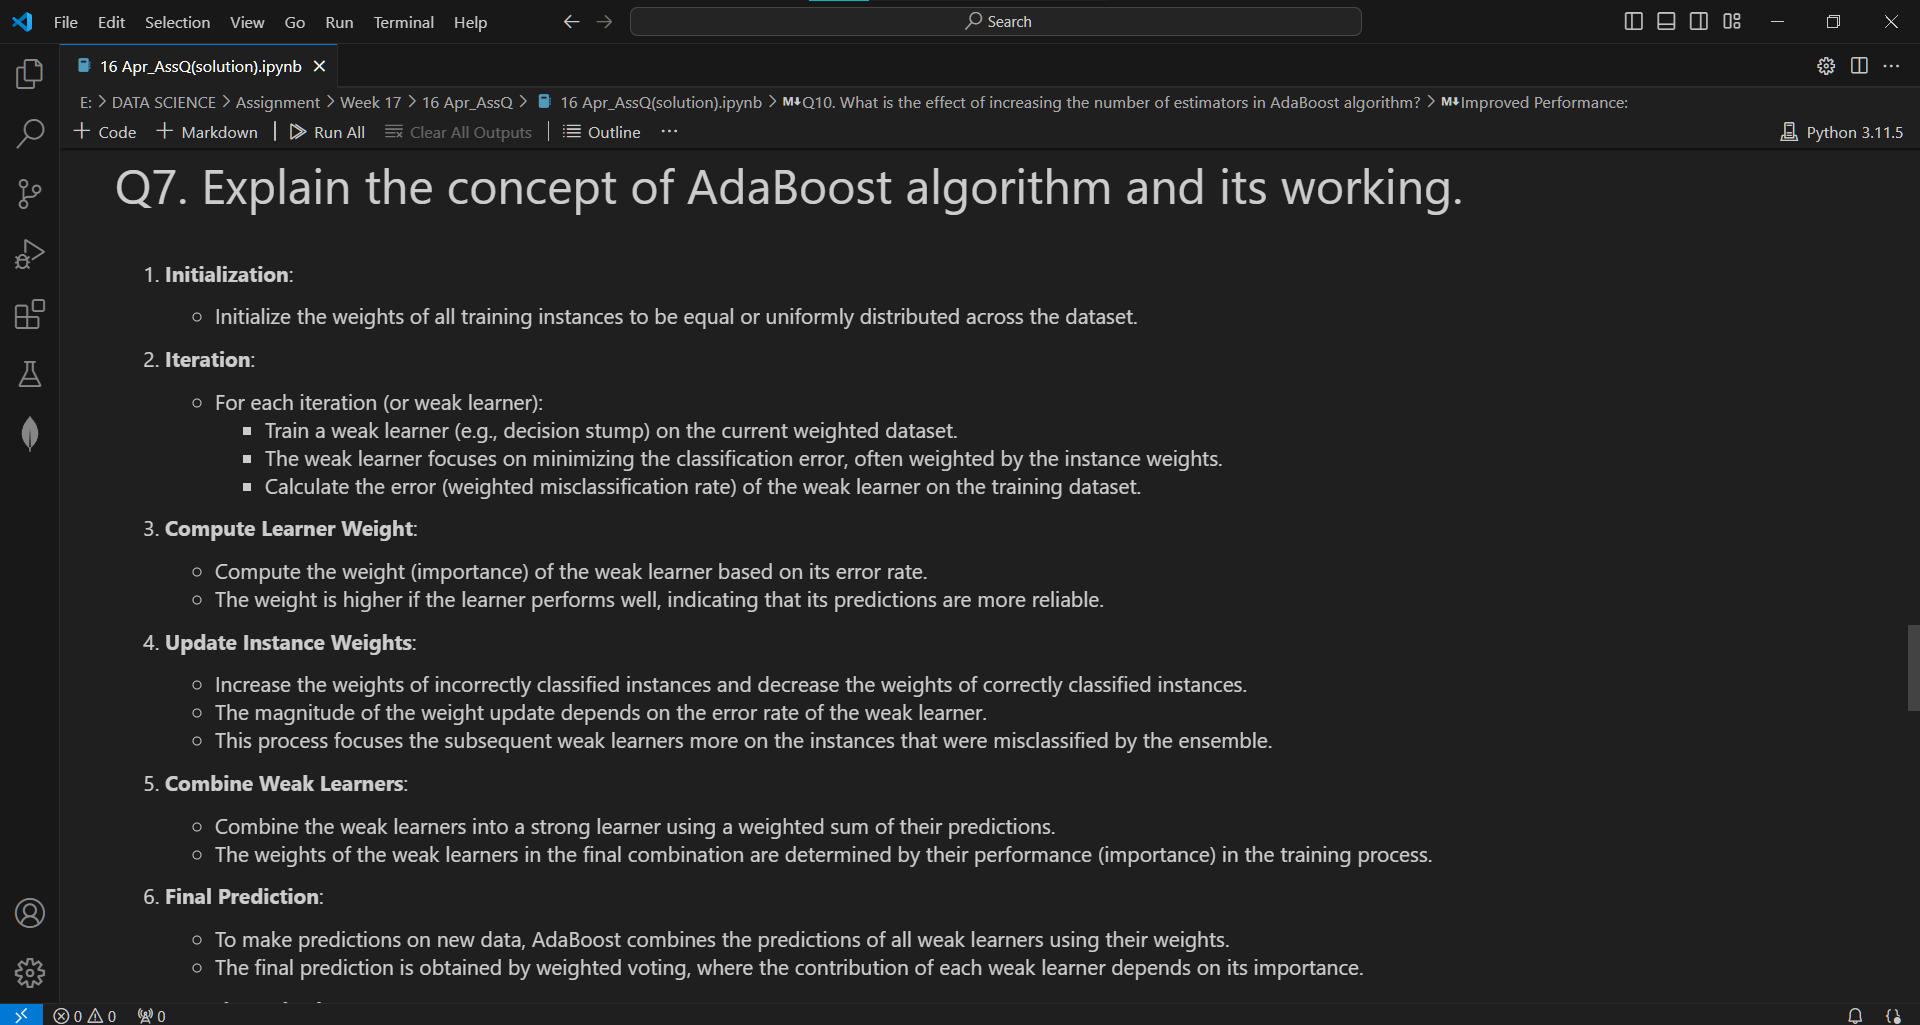 File Edit Selection View Go Run Terminal Help
Search
16 Apr_AssQ(solution).ipynb
E: > DATA SCIENCE > Assignment > Week 17 > 16 Apr_AssQ > 16 Apr_AssQ(solution).ipynb > M↓Q10. What is the effect of increasing the number of estimators in AdaBoost algorithm? > M↓Improved Performance:
+ Code + Markdown | Run All Clear All Outputs | Outline ··· Python 3.11.5
Q7. Explain the concept of AdaBoost algorithm and its working.
1. Initialization:
Initialize the weights of all training instances to be equal or uniformly distributed across the dataset.
2. Iteration:
For each iteration (or weak learner):
Train a weak learner (e.g., decision stump) on the current weighted dataset.
The weak learner focuses on minimizing the classification error, often weighted by the instance weights.
Calculate the error (weighted misclassification rate) of the weak learner on the training dataset.
3. Compute Learner Weight:
Compute the weight (importance) of the weak learner based on its error rate.
The weight is higher if the learner performs well, indicating that its predictions are more reliable.
4. Update Instance Weights:
Increase the weights of incorrectly classified instances and decrease the weights of correctly classified instances.
The magnitude of the weight update depends on the error rate of the weak learner.
This process focuses the subsequent weak learners more on the instances that were misclassified by the ensemble.
5. Combine Weak Learners:
Combine the weak learners into a strong learner using a weighted sum of their predictions.
The weights of the weak learners in the final combination are determined by their performance (importance) in the training process.
6. Final Prediction:
To make predictions on new data, AdaBoost combines the predictions of all weak learners using their weights.
The final prediction is obtained by weighted voting, where the contribution of each weak learner depends on its importance.
0 0 0